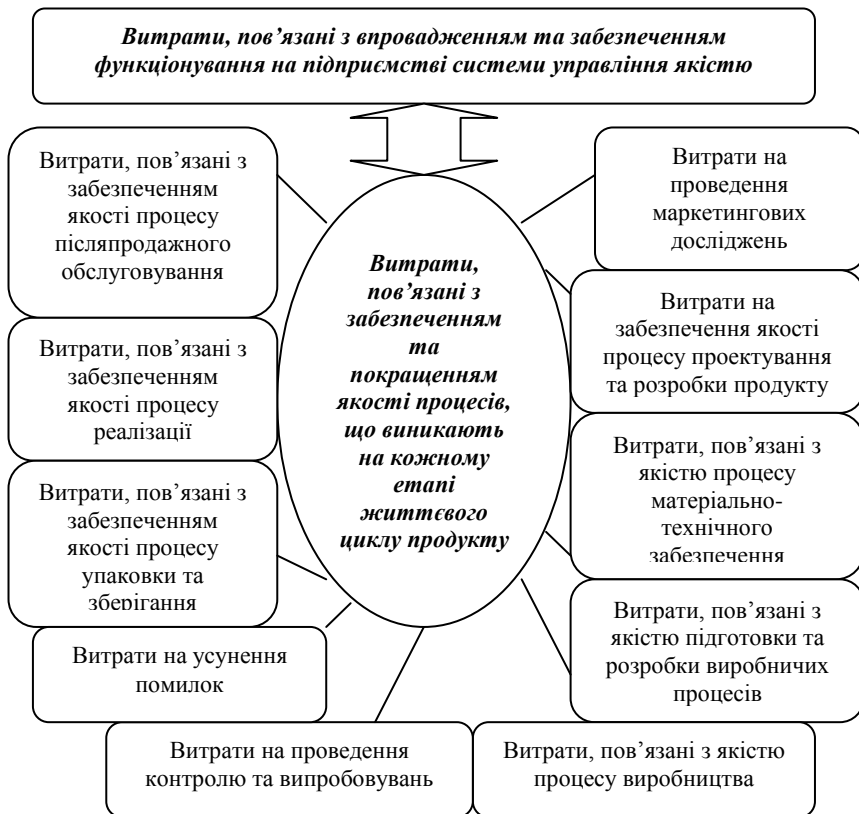 Витрати, пов’язані з впровадженням та забезпеченням
функціонування на підприємстві системи управління якістю
Витрати, пов’язані з
забезпеченням
якості процесу
післяпродажного
обслуговування
Витрати на
проведення
маркетингових
досліджень
Витрати,
пов’язані з
забезпеченням
та
покращенням
якості процесів,
що виникають
на кожному
етапі
життєвого
циклу продукту
Витрати на
забезпечення якості
процесу проектування
та розробки продукту
Витрати, пов’язані з
забезпеченням
якості процесу
реалізації
Витрати, пов’язані з
якістю процесу
матеріально-
технічного
забезпечення
Витрати, пов’язані з
забезпеченням
якості процесу
упаковки та
зберігання
Витрати, пов’язані з
якістю підготовки та
розробки виробничих
процесів
Витрати на усунення
помилок
Витрати на проведення
контролю та випробовувань
Витрати, пов’язані з якістю
процесу виробництва